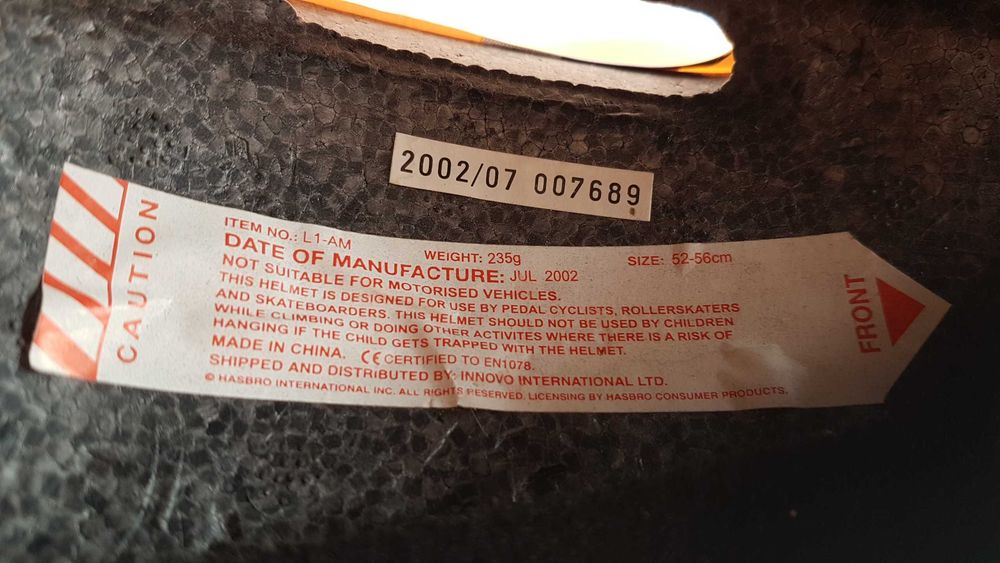 2002/07 007689
CAUTION
ITEM NO.: L1-AM WEIGHT: 235g SIZE: 52-56cm
DATE OF MANUFACTURE: JUL 2002
NOT SUITABLE FOR MOTORISED VEHICLES.
THIS HELMET IS DESIGNED FOR USE BY PEDAL CYCLISTS, ROLLERSKATERS
AND SKATEBOARDERS. THIS HELMET SHOULD NOT BE USED BY CHILDREN
WHILE CLIMBING OR DOING OTHER ACTIVITES WHERE THERE IS A RISK OF
HANGING IF THE CHILD GETS TRAPPED WITH THE HELMET.
MADE IN CHINA. CE CERTIFIED TO EN1078.
SHIPPED AND DISTRIBUTED BY: INNOVO INTERNATIONAL LTD.
© HASBRO INTERNATIONAL INC. ALL RIGHTS RESERVED. LICENSING BY HASBRO CONSUMER PRODUCTS.
FRONT